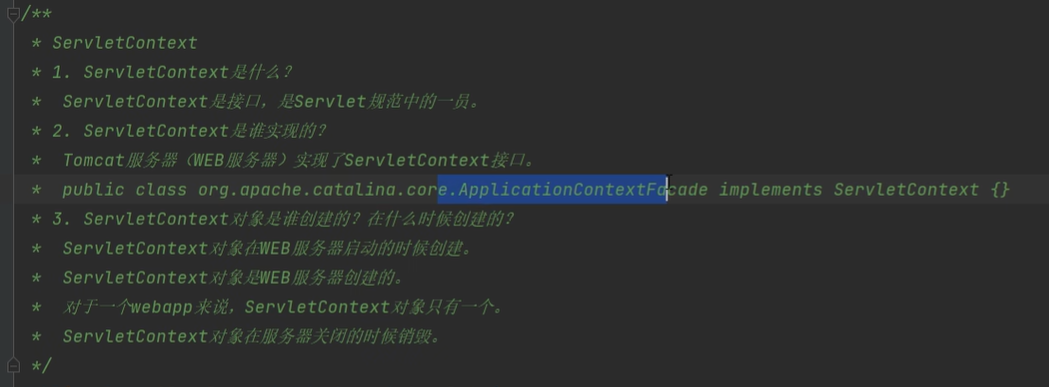 /**
* ServletContext
* 1. ServletContext是什么?
* ServletContext是接口，是Servlet规范中的一员。
* 2. ServletContext是谁实现的?
* Tomcat服务器（WEB服务器）实现了ServletContext接口。
* public class org.apache.catalina.core.ApplicationContextFacade implements ServletContext {}
* 3. ServletContext对象是谁创建的？在什么时候创建的？
* ServletContext对象在WEB服务器启动的时候创建。
* ServletContext对象是WEB服务器创建的。
* 对于一个webapp来说，ServletContext对象只有一个。
* ServletContext对象在服务器关闭的时候销毁。
*/